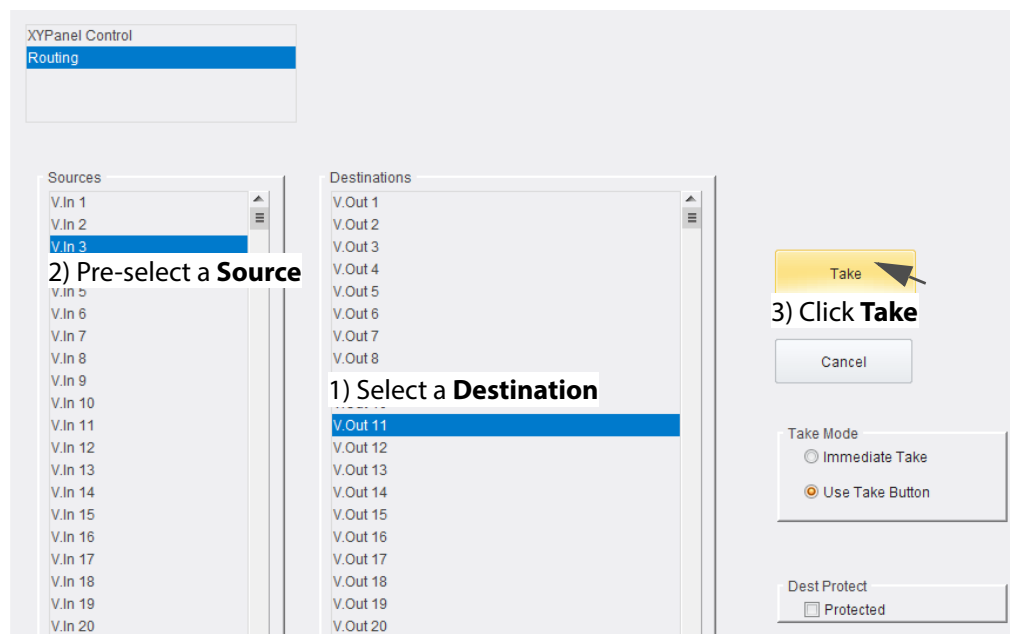 XYPanel Control
Routing
Sources
V.In 1
V.In 2
V.In 3
2) Pre-select a Source
V.In 5
V.In 6
V.In 7
V.In 8
V.In 9
V.In 10
V.In 11
V.In 12
V.In 13
V.In 14
V.In 15
V.In 16
V.In 17
V.In 18
V.In 19
V.In 20
Destinations
V.Out 1
V.Out 2
V.Out 3
V.Out 4
V.Out 5
V.Out 6
V.Out 7
V.Out 8
1) Select a Destination
V.Out 11
V.Out 12
V.Out 13
V.Out 14
V.Out 15
V.Out 16
V.Out 17
V.Out 18
V.Out 19
V.Out 20
Take
3) Click Take
Cancel
Take Mode
Immediate Take
Use Take Button
Dest Protect
Protected